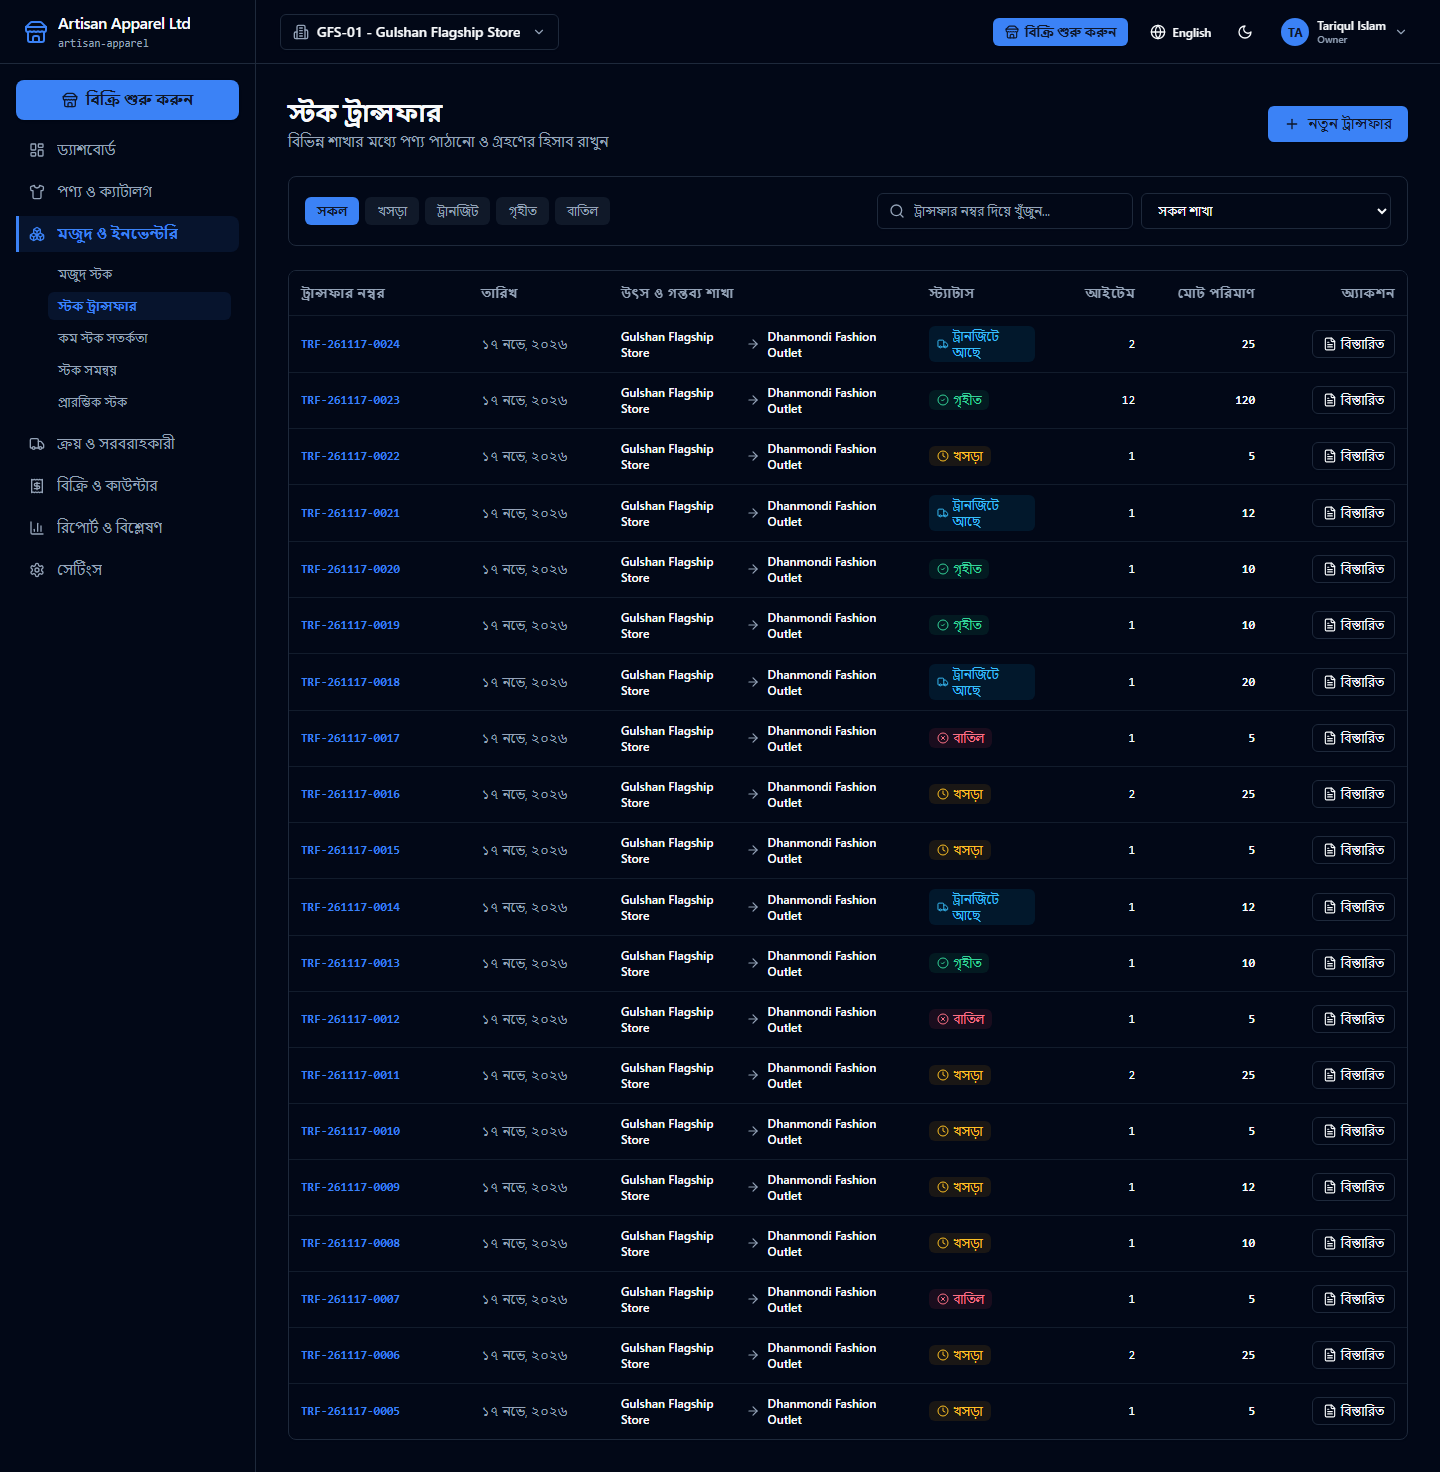 Artisan Apparel Ltd
artisan-apparel
GFS-01 - Gulshan Flagship Store
বিক্রি শুরু করুন
English
TA
Tariqul Islam
Owner
বিক্রি শুরু করুন
ড্যাশবোর্ড
পণ্য ও ক্যাটালগ
মজুদ ও ইনভেন্টরি
মজুদ স্টক
স্টক ট্রান্সফার
কম স্টক সতর্কতা
স্টক সমন্বয়
প্রারম্ভিক স্টক
ক্রয় ও সরবরাহকারী
বিক্রি ও কাউন্টার
রিপোর্ট ও বিশ্লেষণ
সেটিংস
স্টক ট্রান্সফার
বিভিন্ন শাখার মধ্যে পণ্য পাঠানো ও গ্রহণের হিসাব রাখুন
নতুন ট্রান্সফার
সকল খসড়া ট্রানজিট গৃহীত বাতিল
ট্রান্সফার নম্বর দিয়ে খুঁজুন...
সকল শাখা
ট্রান্সফার নম্বর তারিখ উৎস ও গন্তব্য শাখা স্ট্যাটাস আইটেম মোট পরিমাণ অ্যাকশন
TRF-261117-0024 ১৭ নভে, ২০২৬ Gulshan Flagship Store → Dhanmondi Fashion Outlet ট্রানজিটে আছে 2 25 বিস্তারিত
TRF-261117-0023 ১৭ নভে, ২০২৬ Gulshan Flagship Store → Dhanmondi Fashion Outlet গৃহীত 12 120 বিস্তারিত
TRF-261117-0022 ১৭ নভে, ২০২৬ Gulshan Flagship Store → Dhanmondi Fashion Outlet খসড়া 1 5 বিস্তারিত
TRF-261117-0021 ১৭ নভে, ২০২৬ Gulshan Flagship Store → Dhanmondi Fashion Outlet ট্রানজিটে আছে 1 12 বিস্তারিত
TRF-261117-0020 ১৭ নভে, ২০২৬ Gulshan Flagship Store → Dhanmondi Fashion Outlet গৃহীত 1 10 বিস্তারিত
TRF-261117-0019 ১৭ নভে, ২০২৬ Gulshan Flagship Store → Dhanmondi Fashion Outlet গৃহীত 1 10 বিস্তারিত
TRF-261117-0018 ১৭ নভে, ২০২৬ Gulshan Flagship Store → Dhanmondi Fashion Outlet ট্রানজিটে আছে 1 20 বিস্তারিত
TRF-261117-0017 ১৭ নভে, ২০২৬ Gulshan Flagship Store → Dhanmondi Fashion Outlet বাতিল 1 5 বিস্তারিত
TRF-261117-0016 ১৭ নভে, ২০২৬ Gulshan Flagship Store → Dhanmondi Fashion Outlet খসড়া 2 25 বিস্তারিত
TRF-261117-0015 ১৭ নভে, ২০২৬ Gulshan Flagship Store → Dhanmondi Fashion Outlet খসড়া 1 5 বিস্তারিত
TRF-261117-0014 ১৭ নভে, ২০২৬ Gulshan Flagship Store → Dhanmondi Fashion Outlet ট্রানজিটে আছে 1 12 বিস্তারিত
TRF-261117-0013 ১৭ নভে, ২০২৬ Gulshan Flagship Store → Dhanmondi Fashion Outlet গৃহীত 1 10 বিস্তারিত
TRF-261117-0012 ১৭ নভে, ২০২৬ Gulshan Flagship Store → Dhanmondi Fashion Outlet বাতিল 1 5 বিস্তারিত
TRF-261117-0011 ১৭ নভে, ২০২৬ Gulshan Flagship Store → Dhanmondi Fashion Outlet খসড়া 2 25 বিস্তারিত
TRF-261117-0010 ১৭ নভে, ২০২৬ Gulshan Flagship Store → Dhanmondi Fashion Outlet খসড়া 1 5 বিস্তারিত
TRF-261117-0009 ১৭ নভে, ২০২৬ Gulshan Flagship Store → Dhanmondi Fashion Outlet খসড়া 1 12 বিস্তারিত
TRF-261117-0008 ১৭ নভে, ২০২৬ Gulshan Flagship Store → Dhanmondi Fashion Outlet খসড়া 1 10 বিস্তারিত
TRF-261117-0007 ১৭ নভে, ২০২৬ Gulshan Flagship Store → Dhanmondi Fashion Outlet বাতিল 1 5 বিস্তারিত
TRF-261117-0006 ১৭ নভে, ২০২৬ Gulshan Flagship Store → Dhanmondi Fashion Outlet খসড়া 2 25 বিস্তারিত
TRF-261117-0005 ১৭ নভে, ২০২৬ Gulshan Flagship Store → Dhanmondi Fashion Outlet খসড়া 1 5 বিস্তারিত